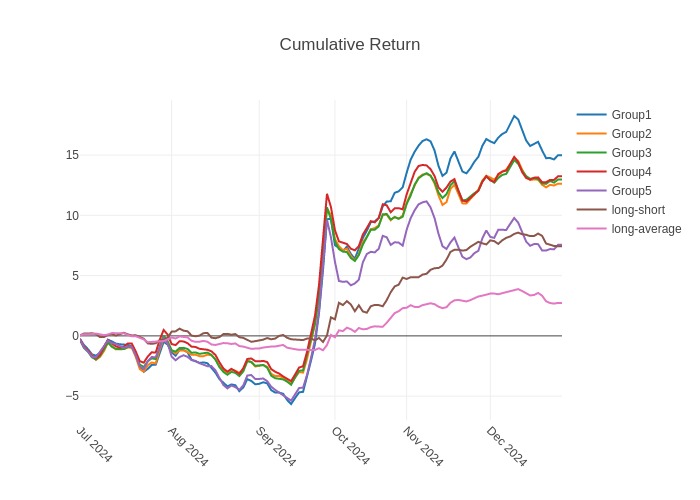 Cumulative Return
15
10
5
0
−5
Jul 2024
Aug 2024
Sep 2024
Oct 2024
Nov 2024
Dec 2024
Group1
Group2
Group3
Group4
Group5
long-short
long-average